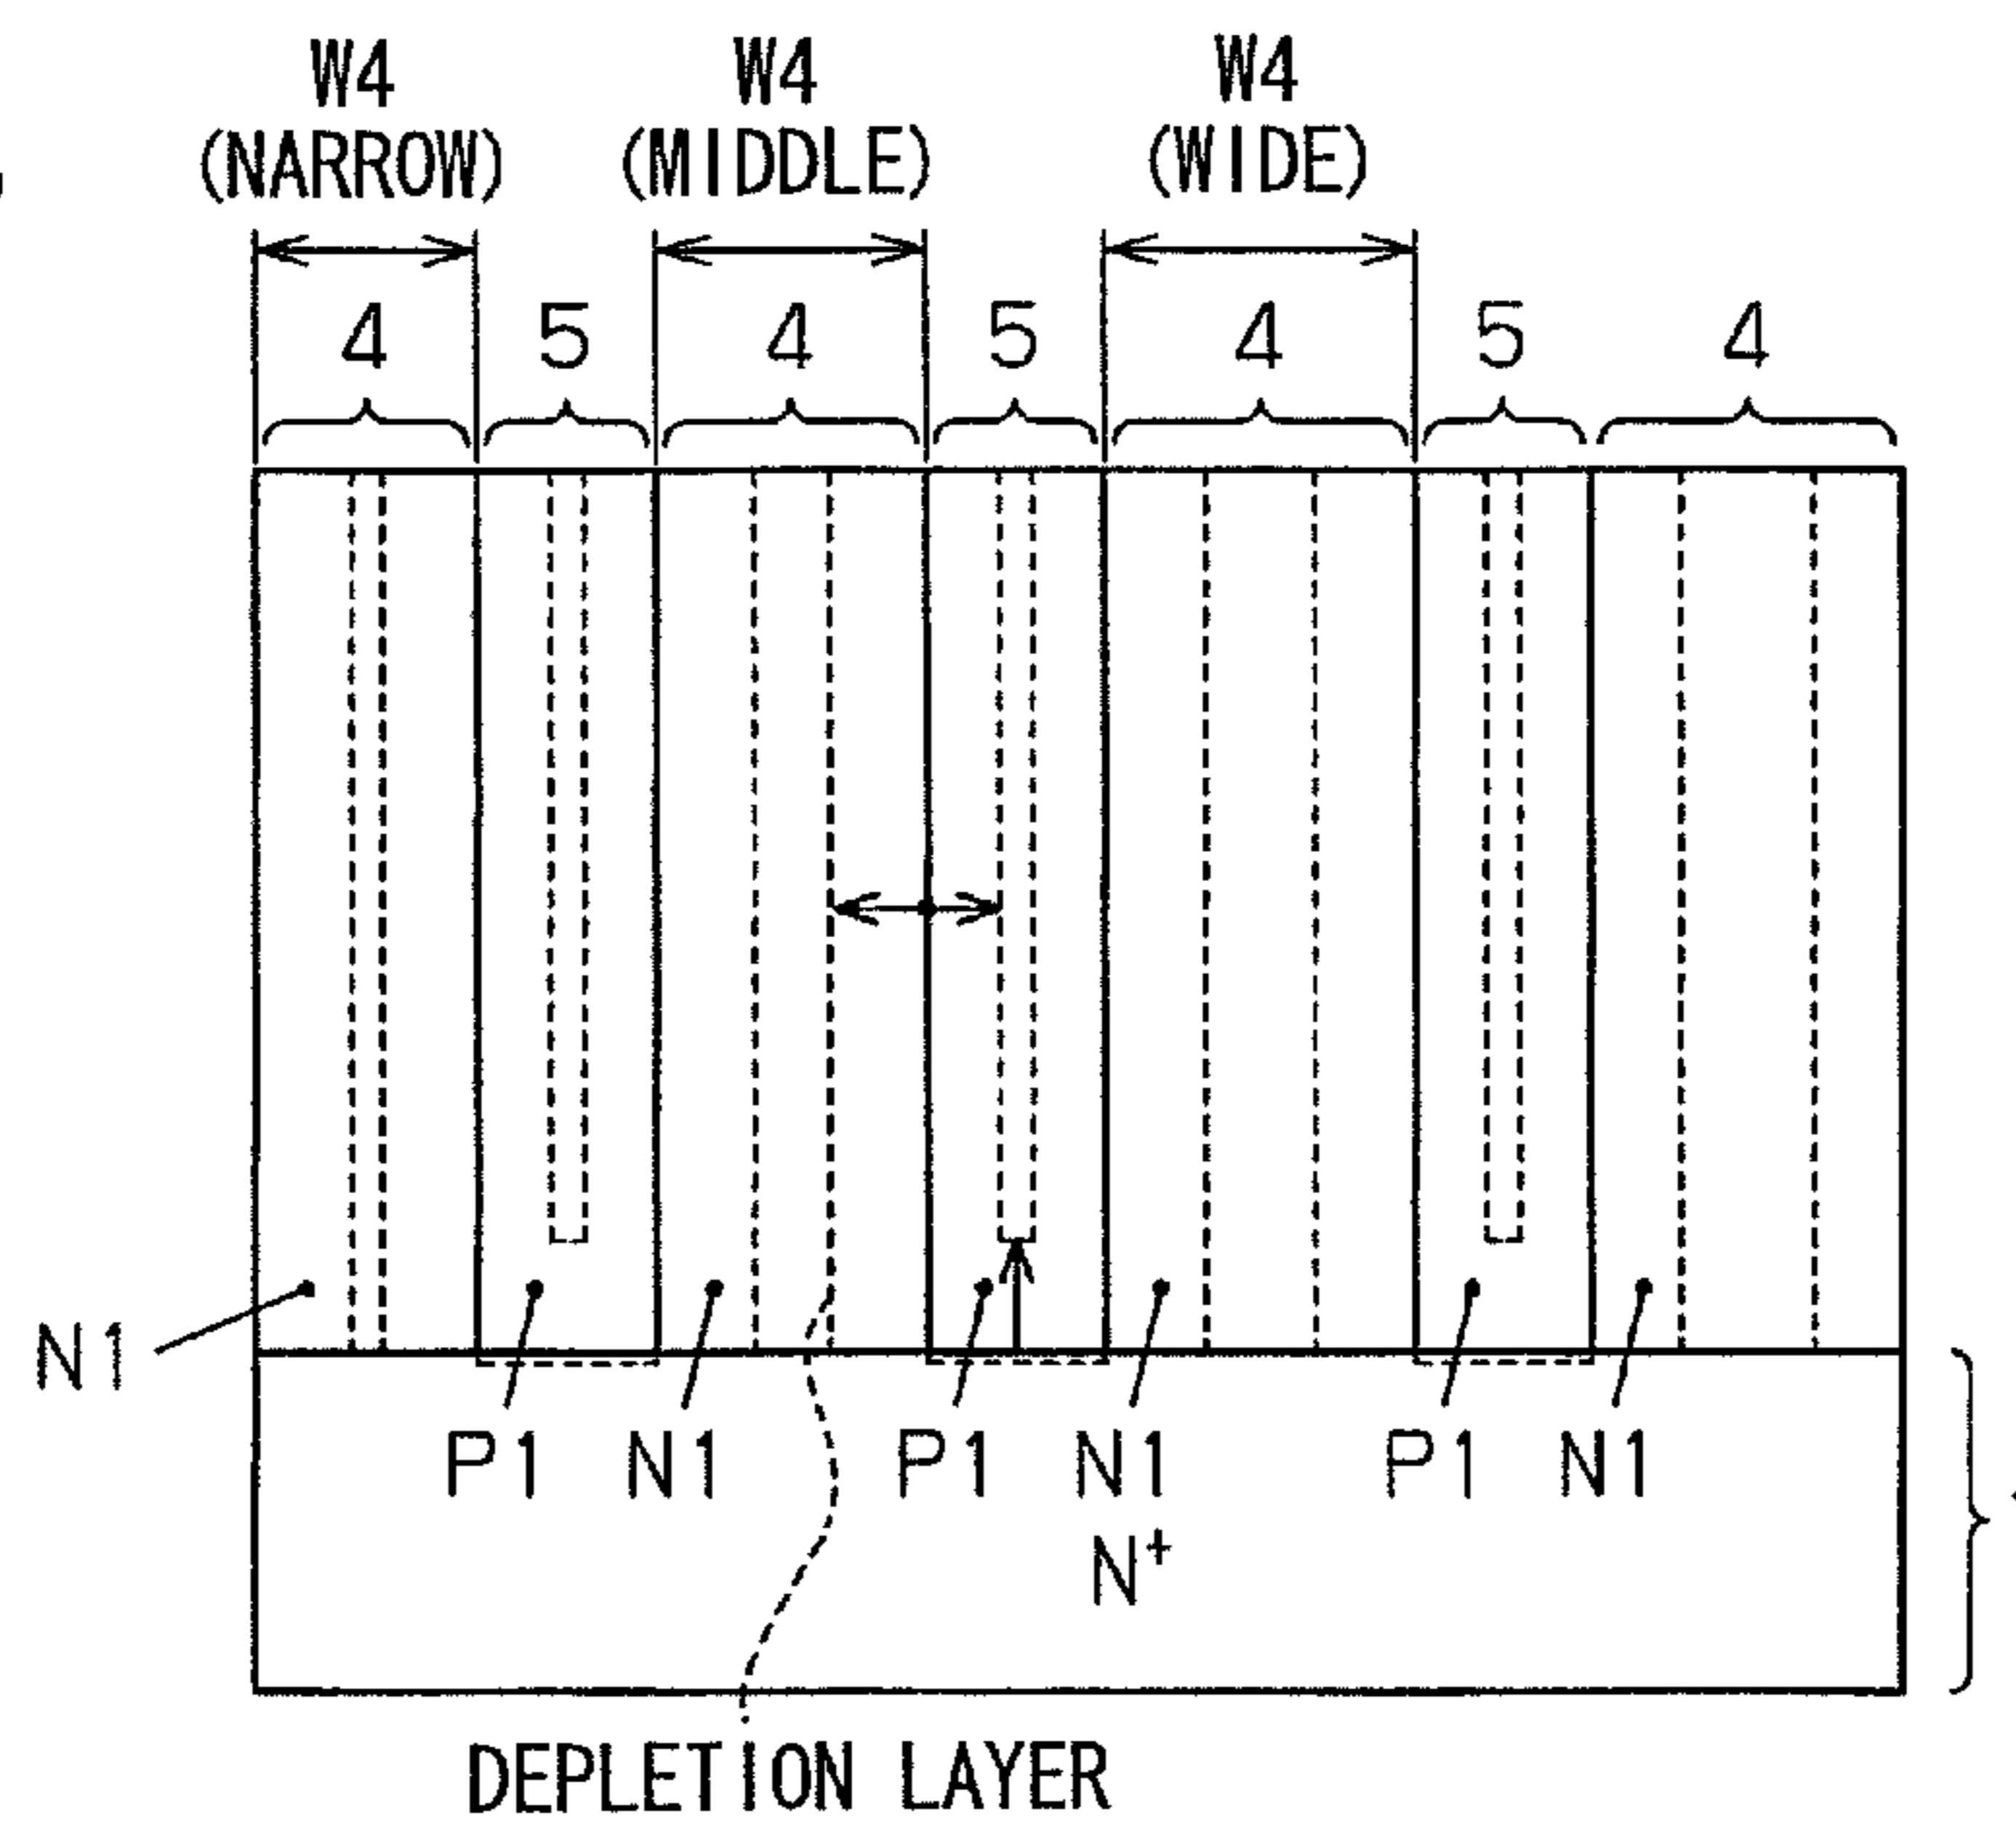 W4 W4 W4
(NARROW) (MIDDLE) (WIDE)
4 5 4 5 4 5 4
N1
P1 N1 P1 N1 P1 N1
N+
DEPLETION LAYER